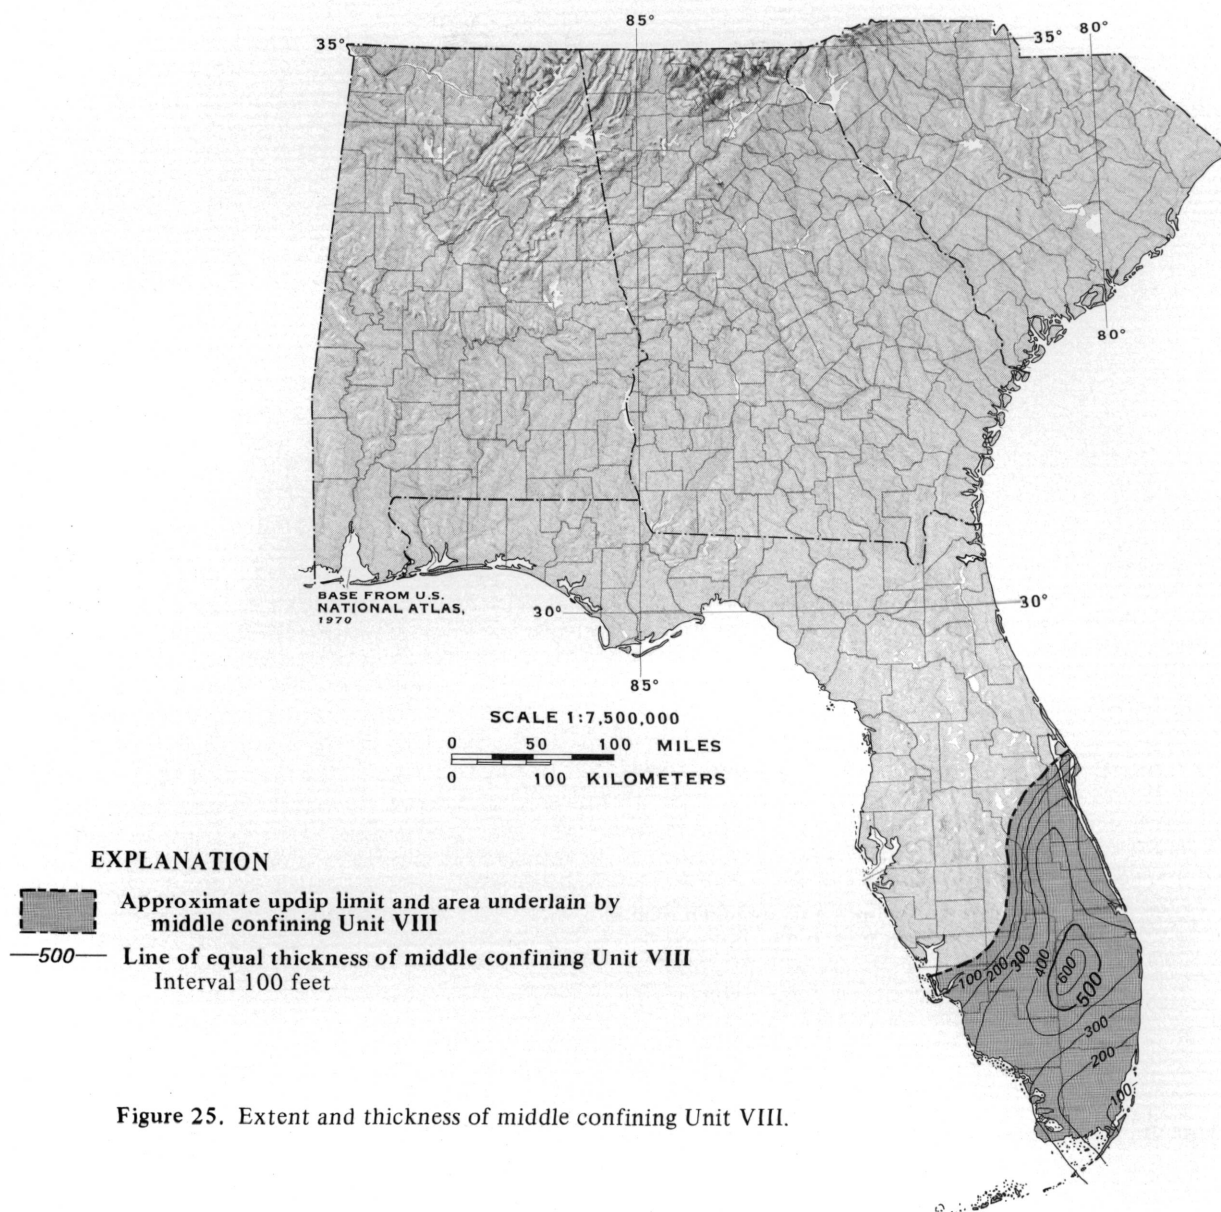 85°
35°
35°
80°
80°
BASE FROM U.S.
NATIONAL ATLAS,
1970
30°
30°
85°
SCALE 1:7,500,000
0 50 100 MILES
0 100 KILOMETERS
EXPLANATION
Approximate updip limit and area underlain by
middle confining Unit VIII
500 Line of equal thickness of middle confining Unit VIII
Interval 100 feet
100
200
300
400
600
500
300
200
100
Figure 25. Extent and thickness of middle confining Unit VIII.